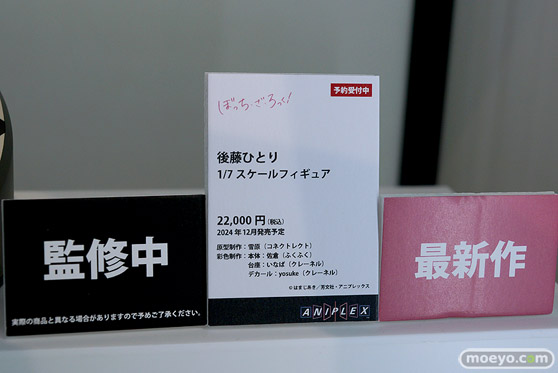 予約受付中
ぼっち・ざ・ろっく!
後藤ひとり
1/7 スケールフィギュア
22,000 円(税込)
2024 年 12月発売予定
原型制作:菅原(コネクトレクト)
彩色制作:本体:佐倉(ふくふく)
台座:いなば(クレーネル)
デカール:yosuke(クレーネル)
©はまじあき/芳文社・アニプレックス
ANIPLEX
監修中
実際の商品と異なる場合がありますので予めご了承ください。
最新作
moeyo.com